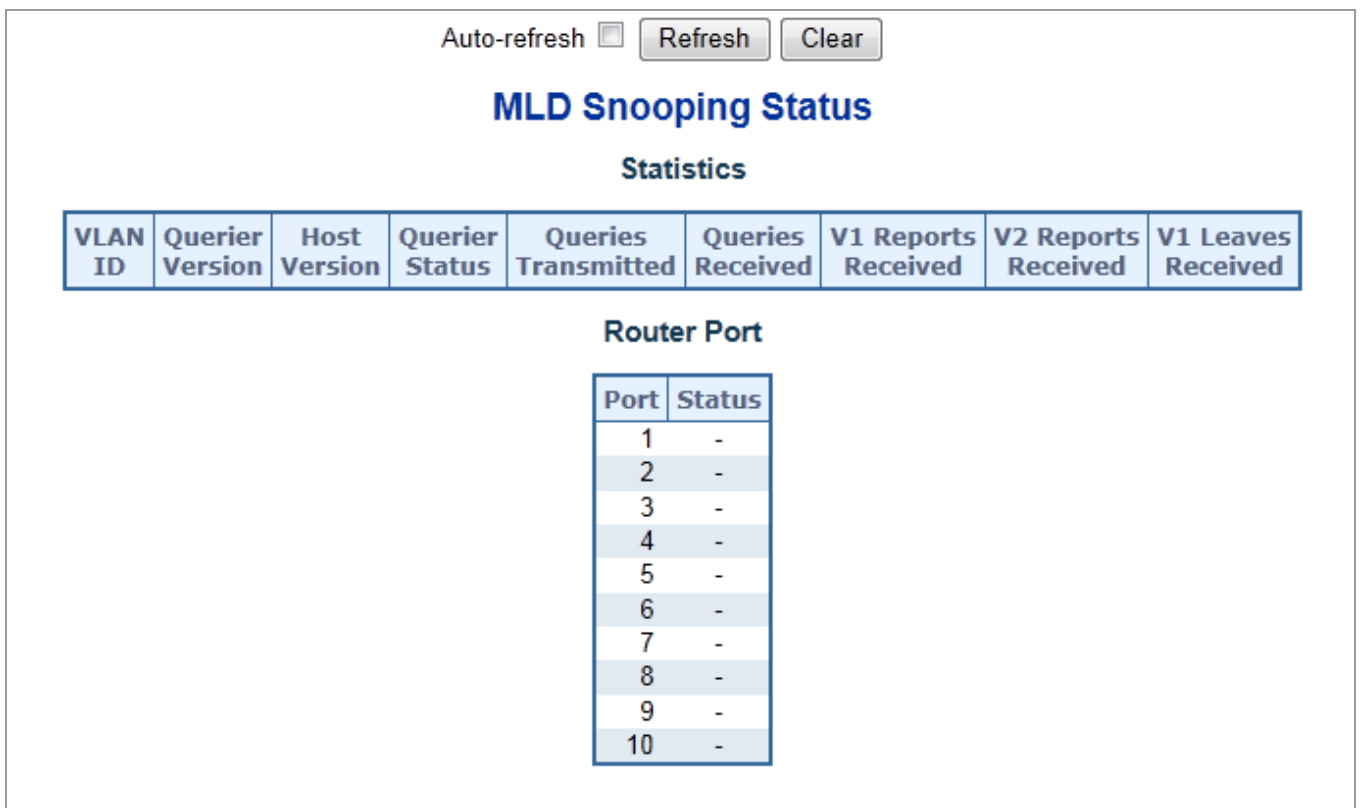 Auto-refresh Refresh Clear
MLD Snooping Status
Statistics
VLAN ID Querier Version Host Version Querier Status Queries Transmitted Queries Received V1 Reports Received V2 Reports Received V1 Leaves Received
Router Port
Port Status
1 -
2 -
3 -
4 -
5 -
6 -
7 -
8 -
9 -
10 -